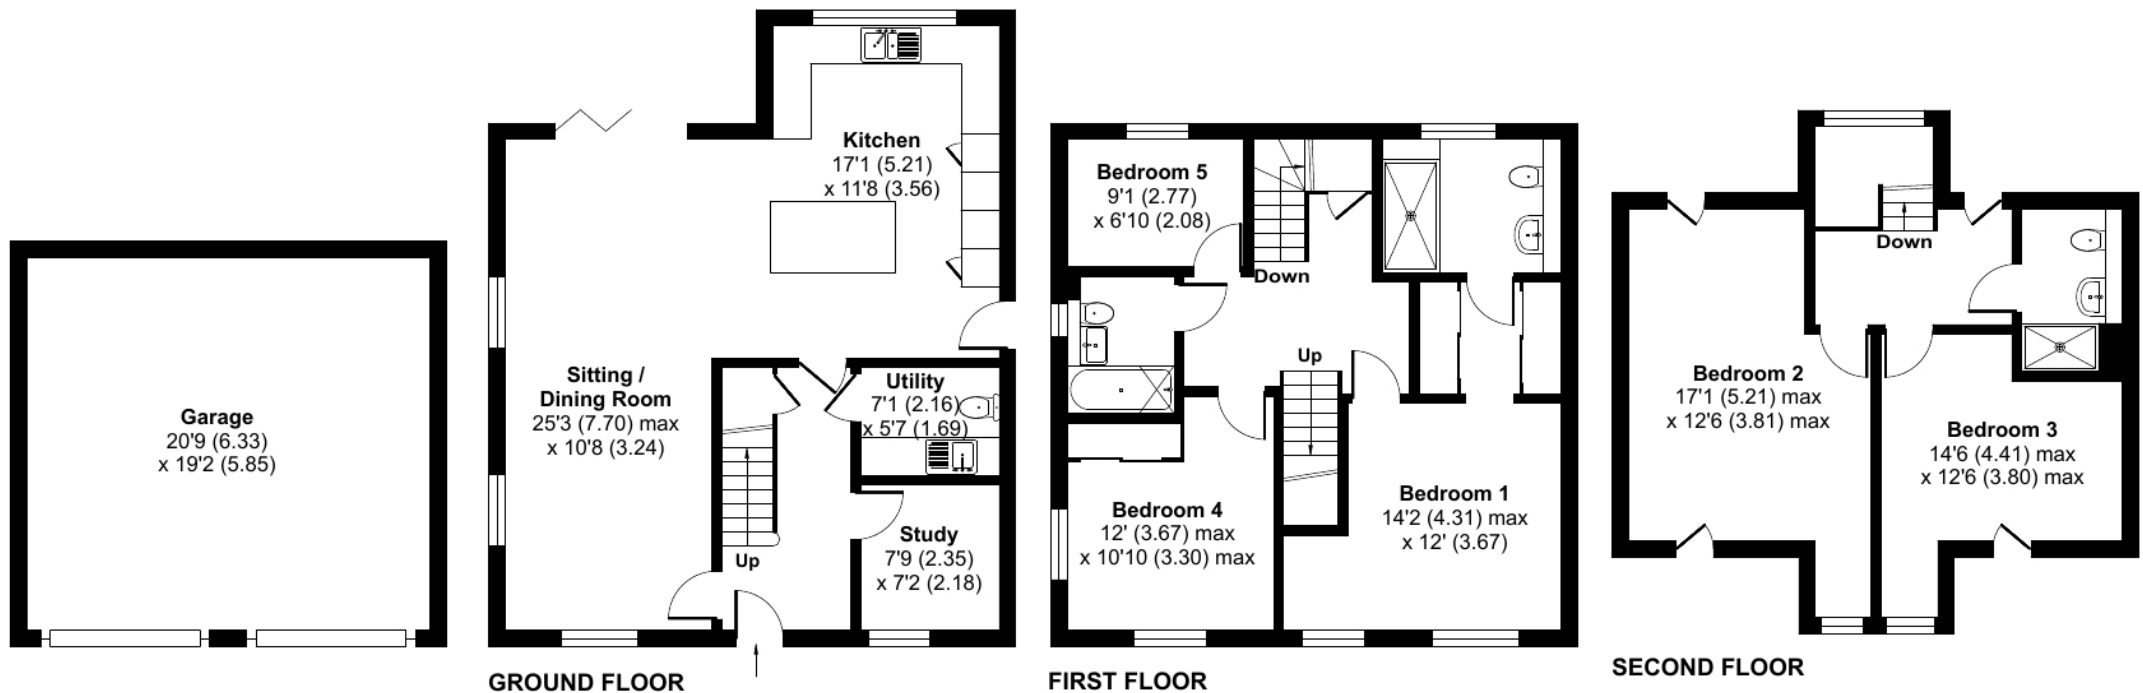 Garage
20'9 (6.33)
x 19'2 (5.85)
Kitchen
17'1 (5.21)
x 11'8 (3.56)
Sitting /
Dining Room
25'3 (7.70) max
x 10'8 (3.24)
Utility
7'1 (2.16)
x 5'7 (1.69)
Study
7'9 (2.35)
x 7'2 (2.18)
Up
GROUND FLOOR
Bedroom 5
9'1 (2.77)
x 6'10 (2.08)
Down
Up
Bedroom 4
12' (3.67) max
x 10'10 (3.30) max
Bedroom 1
14'2 (4.31) max
x 12' (3.67)
FIRST FLOOR
Down
Bedroom 2
17'1 (5.21) max
x 12'6 (3.81) max
Bedroom 3
14'6 (4.41) max
x 12'6 (3.80) max
SECOND FLOOR